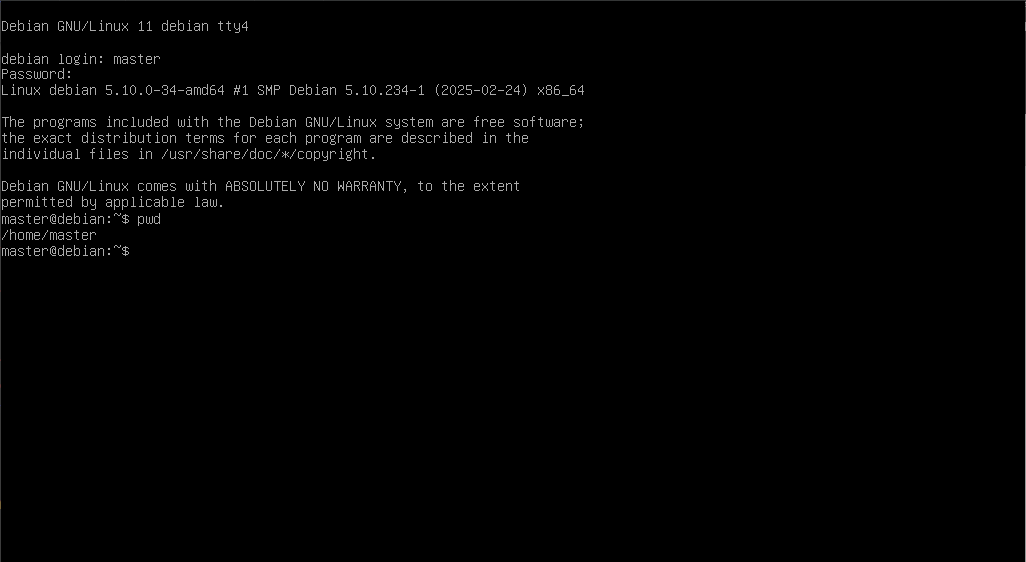 Debian GNU/Linux 11 debian tty4
debian login: master
Password:
Linux debian 5.10.0-34-amd64 #1 SMP Debian 5.10.234-1 (2025-02-24) x86_64
The programs included with the Debian GNU/Linux system are free software;
the exact distribution terms for each program are described in the
individual files in /usr/share/doc/*/copyright.
Debian GNU/Linux comes with ABSOLUTELY NO WARRANTY, to the extent
permitted by applicable law.
master@debian:~$ pwd
/home/master
master@debian:~$